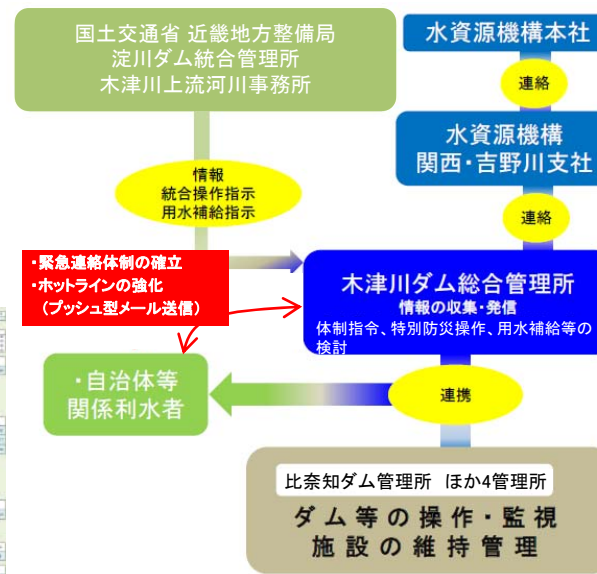 国土交通省 近畿地方整備局
淀川ダム統合管理所
木津川上流河川事務所
水資源機構本社
連絡
水資源機構
関西・吉野川支社
連絡
情報
統合操作指示
用水補給指示
・緊急連絡体制の確立
・ホットラインの強化
（プッシュ型メール送信）
木津川ダム総合管理所
情報の収集・発信
体制指令、特別防災操作、用水補給等の
検討
・自治体等
関係利水者
連携
比奈知ダム管理所 ほか4管理所
ダム等の操作・監視
施設の維持管理